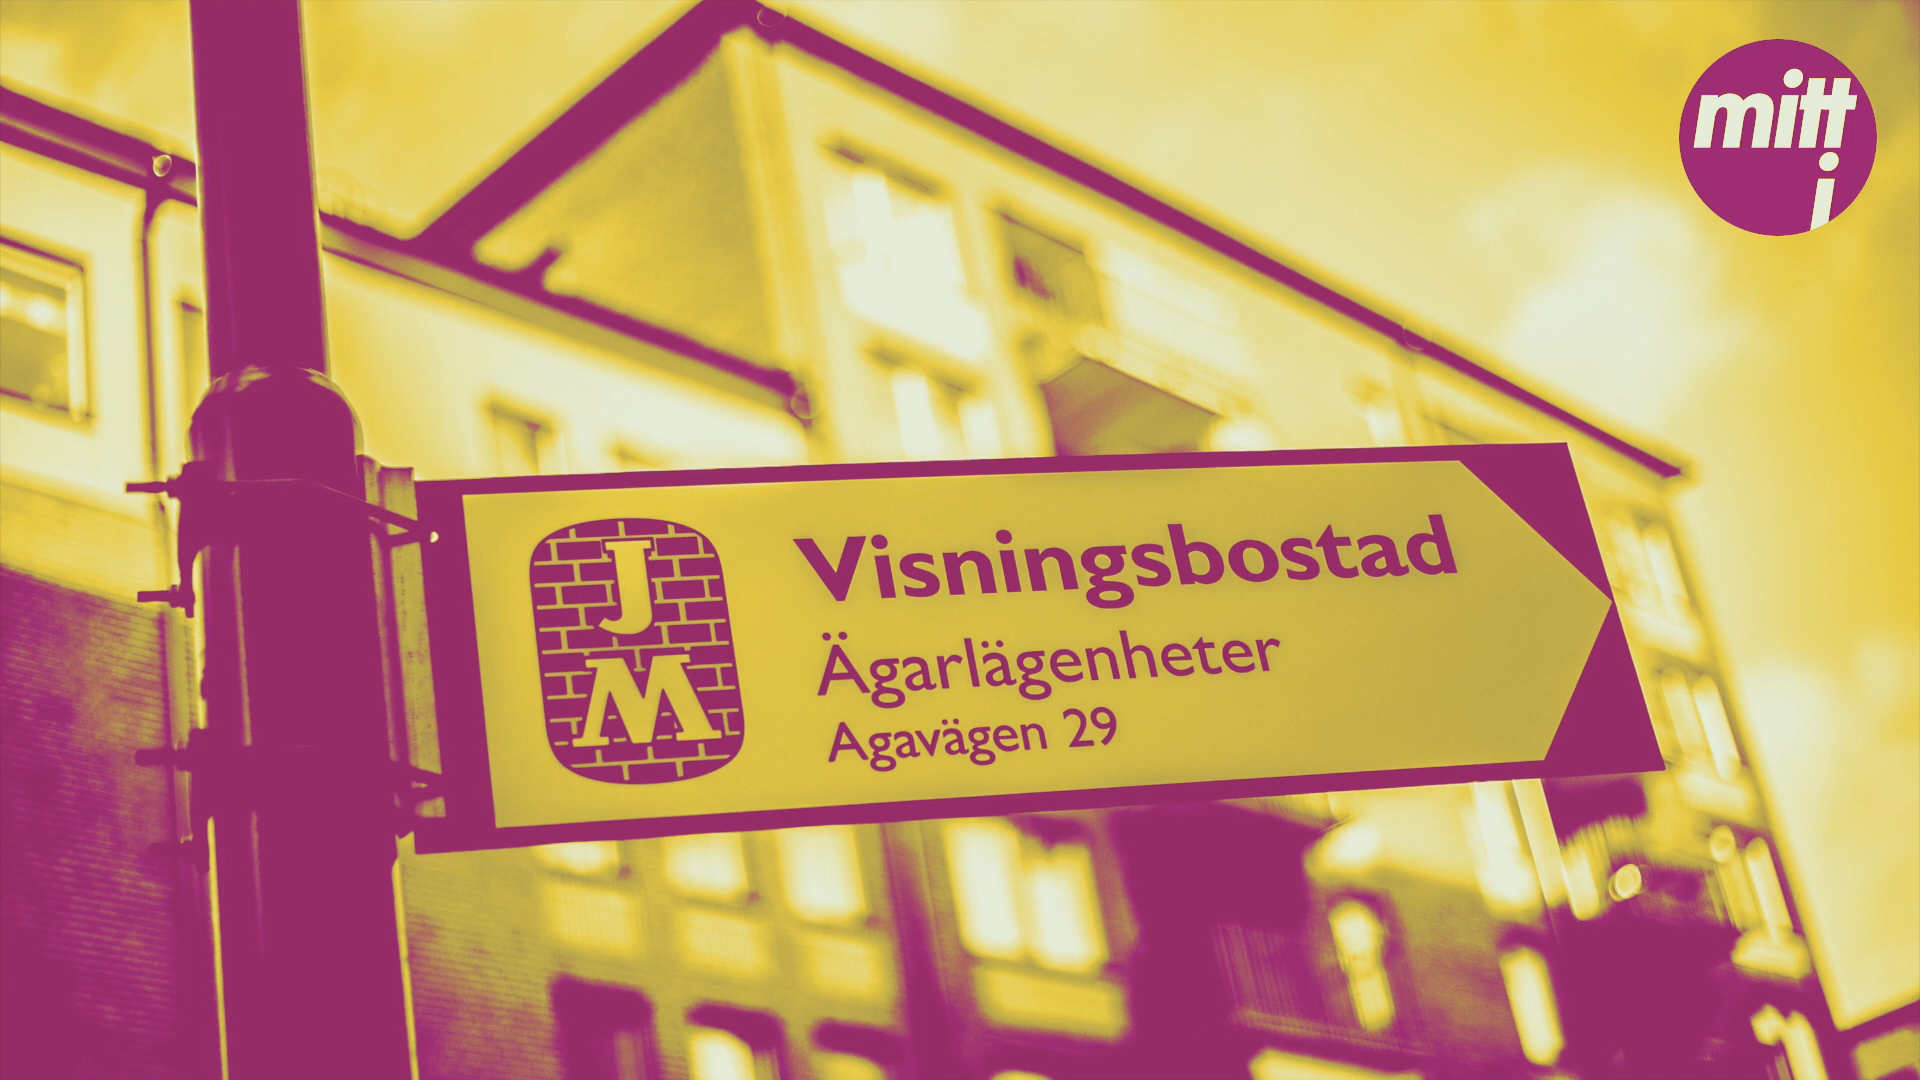 mitt
i
J
M
Visningsbostad
Ägarlägenheter
Agavägen 29